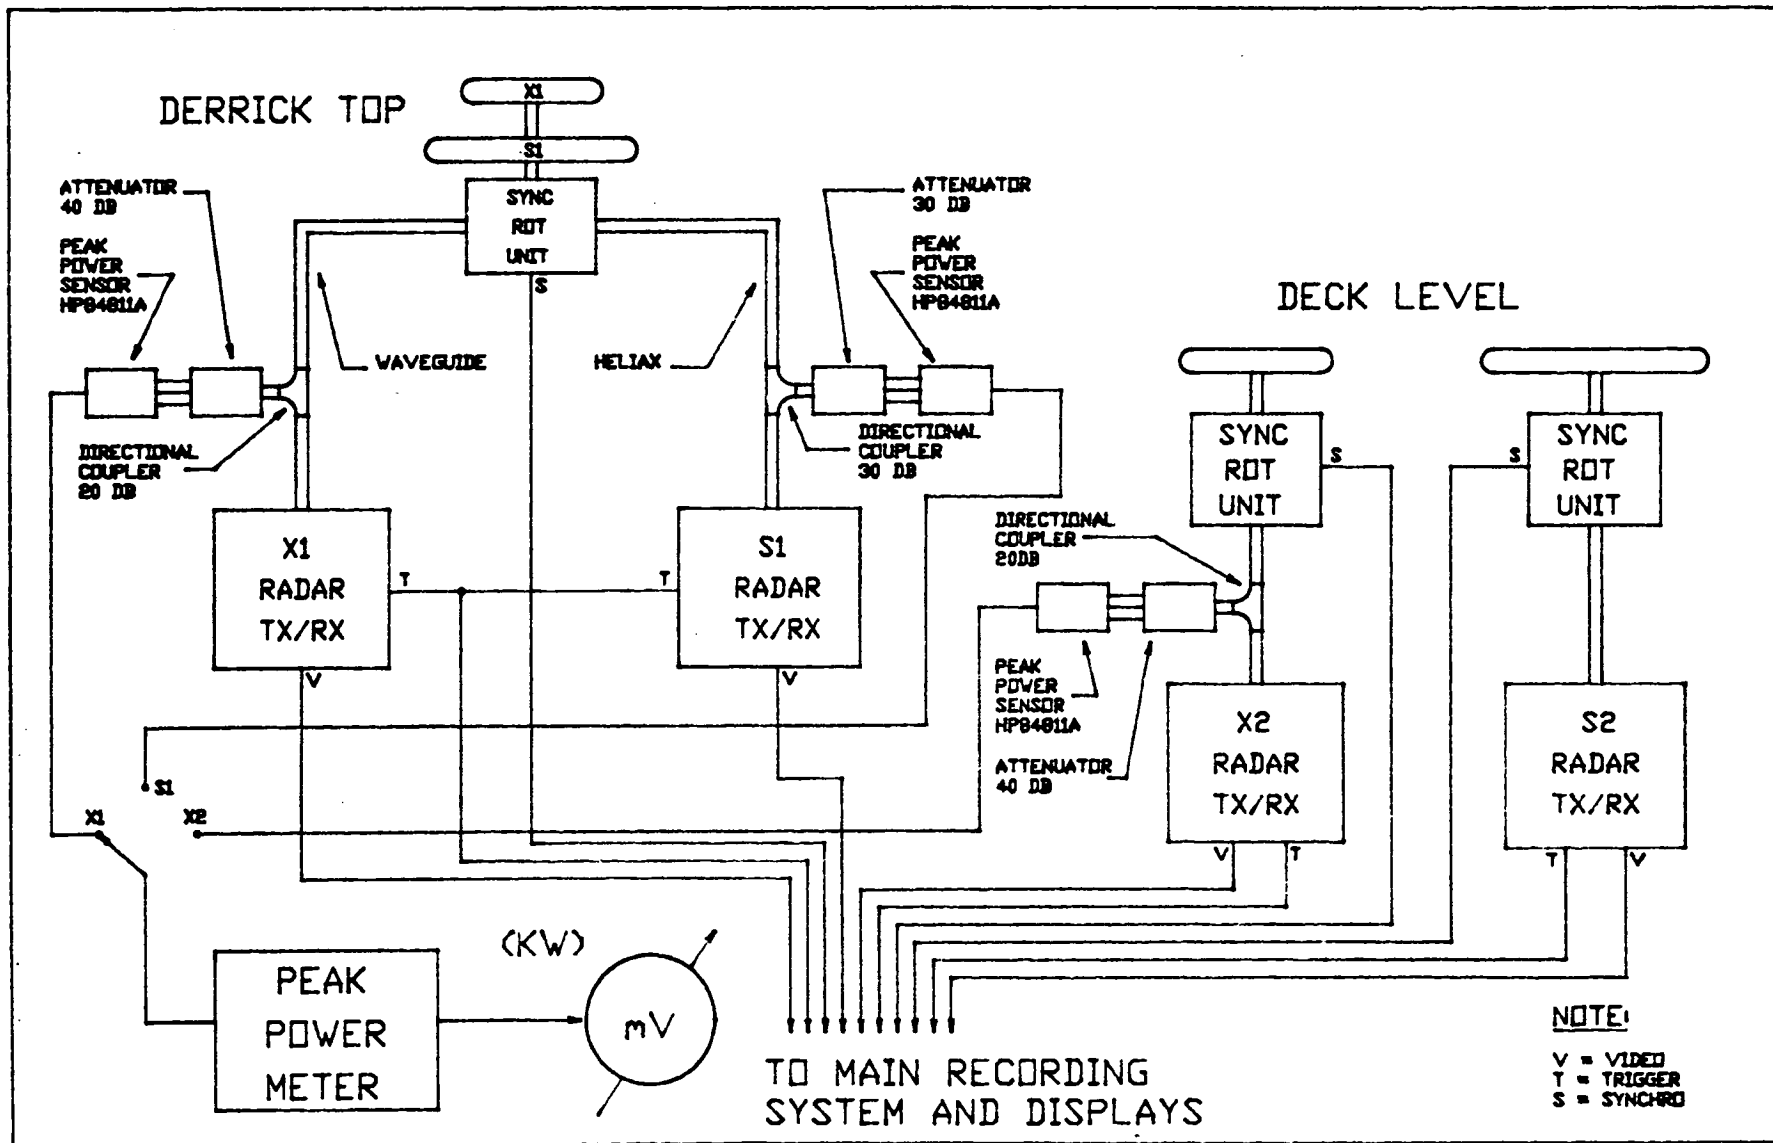 DERRICK TOP
X1
S1
SYNC
ROT
UNIT
S
ATTENUATOR
40 DB
PEAK
POWER
SENSOR
HP84811A
WAVEGUIDE
DIRECTIONAL
COUPLER
20 DB
HELIAX
ATTENUATOR
30 DB
PEAK
POWER
SENSOR
HP84811A
DIRECTIONAL
COUPLER
30 DB
DECK LEVEL
SYNC
ROT
UNIT
S
S
SYNC
ROT
UNIT
X1
RADAR
TX/RX
T
V
T
S1
RADAR
TX/RX
V
DIRECTIONAL
COUPLER
20DB
PEAK
POWER
SENSOR
HP84811A
ATTENUATOR
40 DB
X2
RADAR
TX/RX
V
T
S2
RADAR
TX/RX
T
V
S1
X1
X2
PEAK
POWER
METER
(KW)
mV
TO MAIN RECORDING
SYSTEM AND DISPLAYS
NOTE:
V = VIDEO
T = TRIGGER
S = SYNCHRO